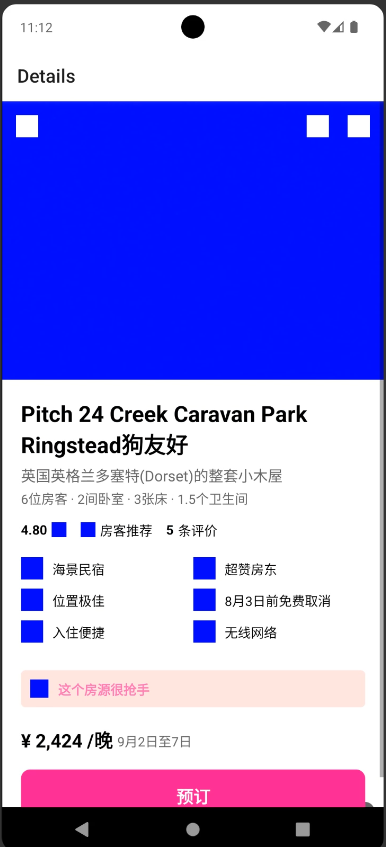 11:12
Details
Pitch 24 Creek Caravan Park
Ringstead狗友好
英国英格兰多塞特(Dorset)的整套小木屋
6位房客 · 2间卧室 · 3张床 · 1.5个卫生间
4.80 房客推荐 5 条评价
海景民宿 超赞房东
位置极佳 8月3日前免费取消
入住便捷 无线网络
这个房源很抢手
¥ 2,424 /晚 9月2日至7日
预订